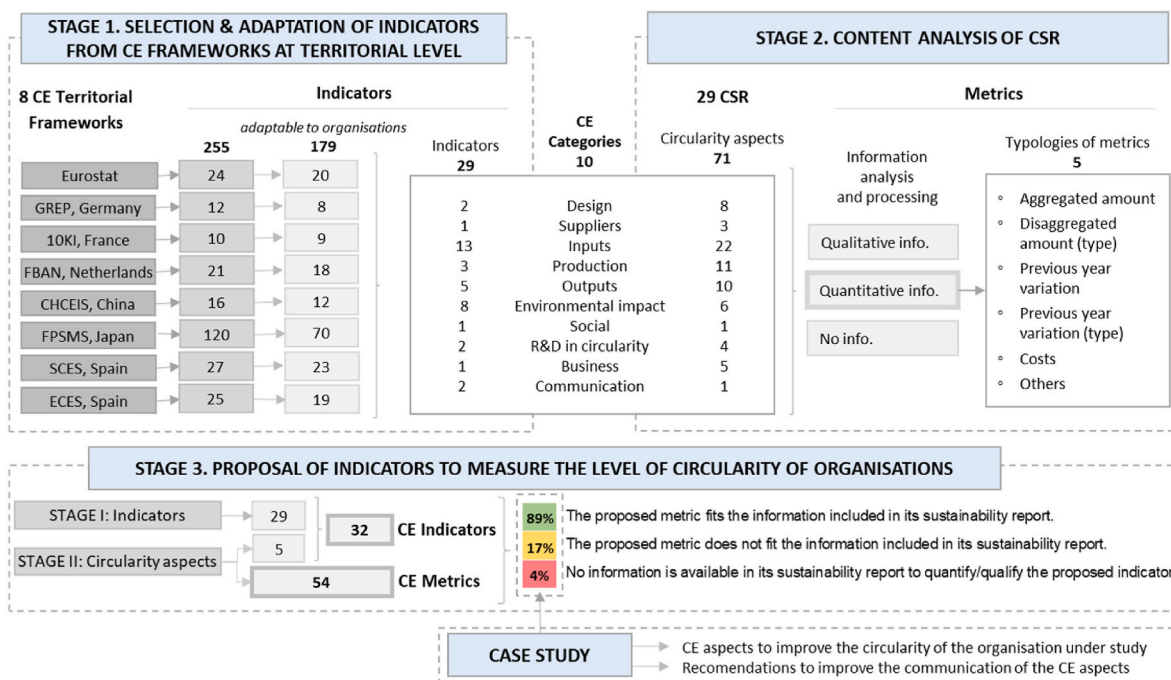 STAGE 1. SELECTION & ADAPTATION OF INDICATORS
FROM CE FRAMEWORKS AT TERRITORIAL LEVEL
8 CE Territorial
Frameworks
Indicators
adaptable to organisations
255
179
Eurostat
24
20
GREP, Germany
12
8
10KI, France
10
9
FBAN, Netherlands
21
18
CHCEIS, China
16
12
FPSMS, Japan
120
70
SCES, Spain
27
23
ECES, Spain
25
19
Indicators
29
CE
Categories
10
STAGE 2. CONTENT ANALYSIS OF CSR
29 CSR
Circularity aspects
71
2 Design 8
1 Suppliers 3
13 Inputs 22
3 Production 11
5 Outputs 10
8 Environmental impact 6
1 Social 1
2 R&D in circularity 4
1 Business 5
2 Communication 1
Metrics
Information
analysis
and processing
Qualitative info.
Quantitative info.
No info.
Typologies of metrics
5
° Aggregated amount
° Disaggregated
amount (type)
° Previous year
variation
° Previous year
variation (type)
° Costs
° Others
STAGE 3. PROPOSAL OF INDICATORS TO MEASURE THE LEVEL OF CIRCULARITY OF ORGANISATIONS
STAGE I: Indicators
29
STAGE II: Circularity aspects
5
32 CE Indicators
54 CE Metrics
89% The proposed metric fits the information included in its sustainability report.
17% The proposed metric does not fit the information included in its sustainability report.
4% No information is available in its sustainability report to quantify/qualify the proposed indicator
CASE STUDY
CE aspects to improve the circularity of the organisation under study
Recomendations to improve the communication of the CE aspects